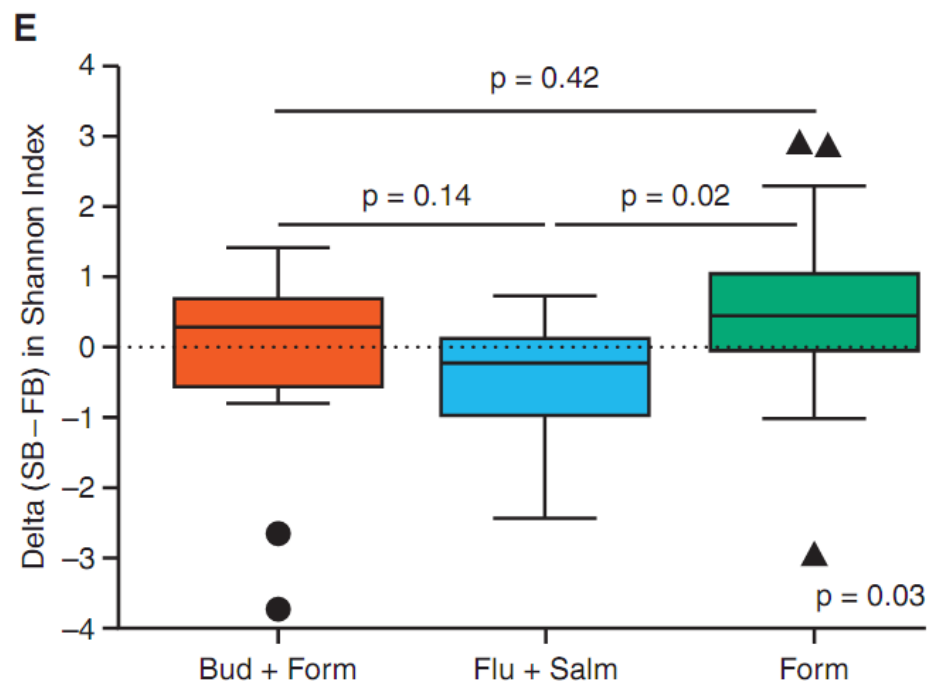 E
Delta (SB–FB) in Shannon Index
4
3
2
1
0
–1
–2
–3
–4
p = 0.42
p = 0.14
p = 0.02
p = 0.03
Bud + Form
Flu + Salm
Form